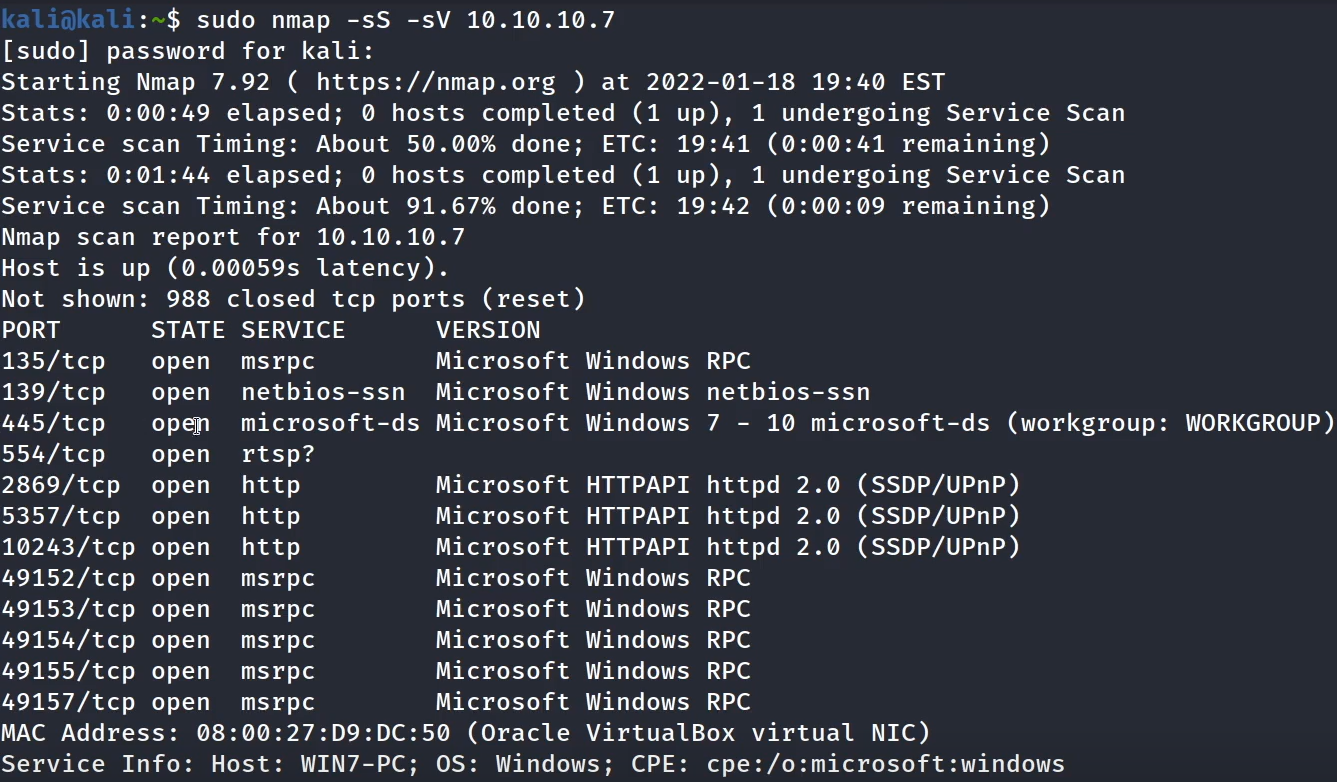 kali@kali:~$ sudo nmap -sS -sV 10.10.10.7
[sudo] password for kali:
Starting Nmap 7.92 ( https://nmap.org ) at 2022-01-18 19:40 EST
Stats: 0:00:49 elapsed; 0 hosts completed (1 up), 1 undergoing Service Scan
Service scan Timing: About 50.00% done; ETC: 19:41 (0:00:41 remaining)
Stats: 0:01:44 elapsed; 0 hosts completed (1 up), 1 undergoing Service Scan
Service scan Timing: About 91.67% done; ETC: 19:42 (0:00:09 remaining)
Nmap scan report for 10.10.10.7
Host is up (0.00059s latency).
Not shown: 988 closed tcp ports (reset)
PORT      STATE SERVICE      VERSION
135/tcp   open  msrpc        Microsoft Windows RPC
139/tcp   open  netbios-ssn  Microsoft Windows netbios-ssn
445/tcp   open  microsoft-ds Microsoft Windows 7 - 10 microsoft-ds (workgroup: WORKGROUP)
554/tcp   open  rtsp?
2869/tcp  open  http         Microsoft HTTPAPI httpd 2.0 (SSDP/UPnP)
5357/tcp  open  http         Microsoft HTTPAPI httpd 2.0 (SSDP/UPnP)
10243/tcp open  http         Microsoft HTTPAPI httpd 2.0 (SSDP/UPnP)
49152/tcp open  msrpc        Microsoft Windows RPC
49153/tcp open  msrpc        Microsoft Windows RPC
49154/tcp open  msrpc        Microsoft Windows RPC
49155/tcp open  msrpc        Microsoft Windows RPC
49157/tcp open  msrpc        Microsoft Windows RPC
MAC Address: 08:00:27:D9:DC:50 (Oracle VirtualBox virtual NIC)
Service Info: Host: WIN7-PC; OS: Windows; CPE: cpe:/o:microsoft:windows